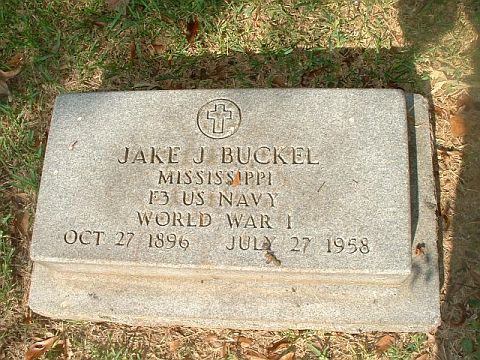 JAKE J BUCKEL
MISSISSIPPI
F3 US NAVY
WORLD WAR I
OCT 27 1896 JULY 27 1958